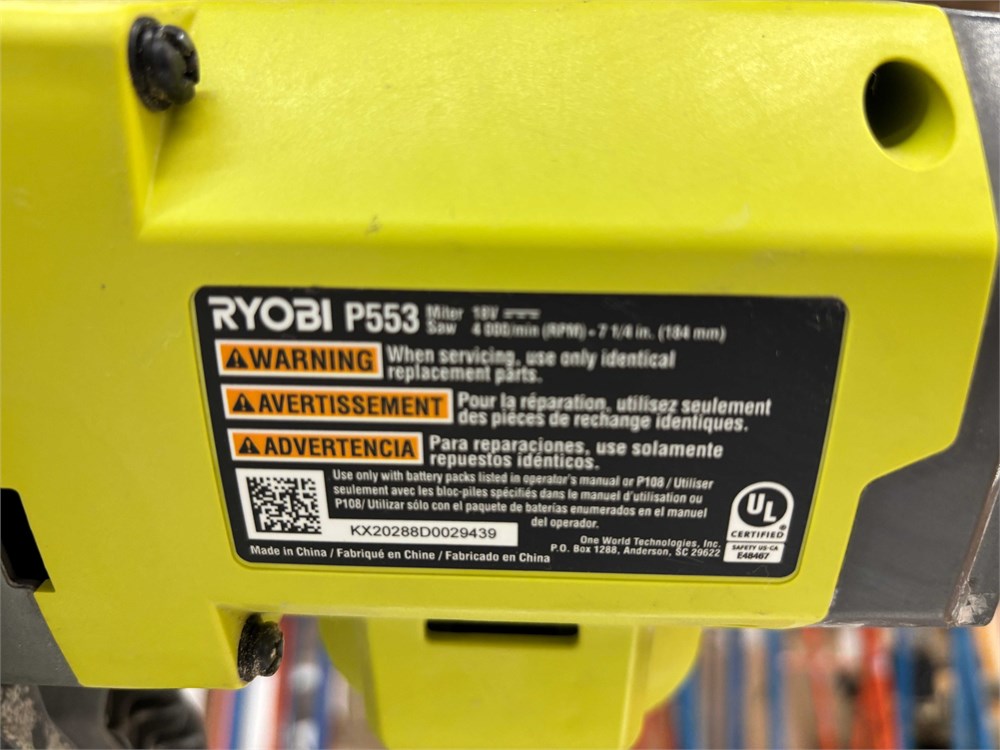 RYOBI P553 Miter 18V
Saw 4 000/min (RPM) - 7 1/4 in. (184 mm)
WARNING When servicing, use only identical
replacement parts.
AVERTISSEMENT Pour la réparation, utilisez seulement
des pièces de rechange identiques.
ADVERTENCIA Para reparaciones, use solamente
repuestos idénticos.
Use only with battery packs listed in operator's manual or P108 / Utiliser
seulement avec les bloc-piles spécifiés dans le manuel d'utilisation ou
P108/ Utilizar sólo con el paquete de baterías enumerados en el manuel
del operador.
KX20288D0029439
One World Technologies, Inc.
P.O. Box 1288, Anderson, SC 29622
Made in China / Fabriqué en Chine / Fabricado en China
UL
CERTIFIED
SAFETY US-CA
E48467